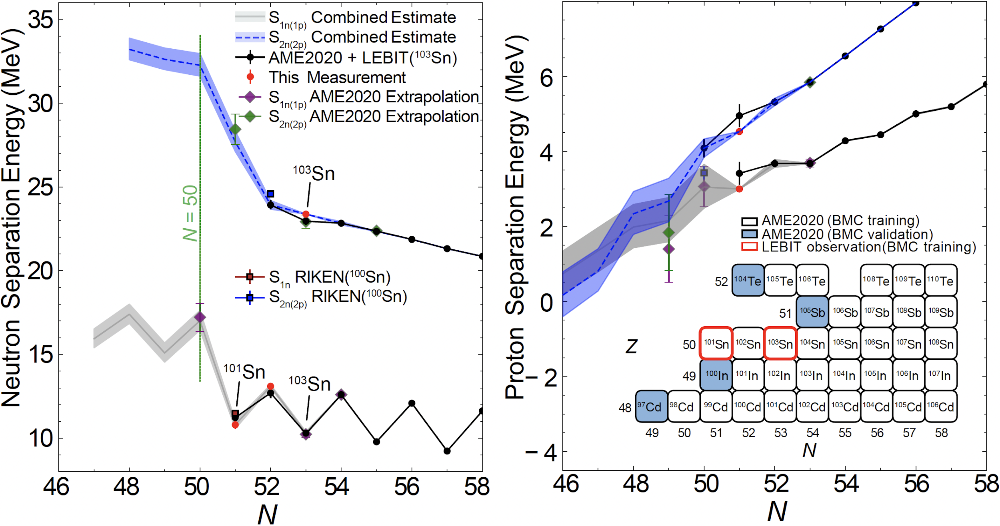 Neutron Separation Energy (MeV)
35
30
25
20
15
10
S1n(1p) Combined Estimate
S2n(2p) Combined Estimate
AME2020 + LEBIT(103Sn)
This Measurement
S1n(1p) AME2020 Extrapolation
S2n(2p) AME2020 Extrapolation
N = 50
103Sn
S1n RIKEN(100Sn)
S2n(2p) RIKEN(100Sn)
101Sn
103Sn
46 48 50 52 54 56 58
N
Proton Separation Energy (MeV)
6
4
2
0
−2
−4
AME2020 (BMC training)
AME2020 (BMC validation)
LEBIT observation(BMC training)
52 104Te 105Te 106Te 108Te 109Te 110Te
51 105Sb 106Sb 107Sb 108Sb 109Sb
Z
50 101Sn 102Sn 103Sn 104Sn 105Sn 106Sn 107Sn 108Sn
49 100In 101In 102In 103In 104In 105In 106In 107In
48 97Cd 98Cd 99Cd 100Cd 101Cd 102Cd 103Cd 104Cd 105Cd 106Cd
49 50 51 52 53 54 55 56 57 58
N
46 48 50 52 54 56 58
N